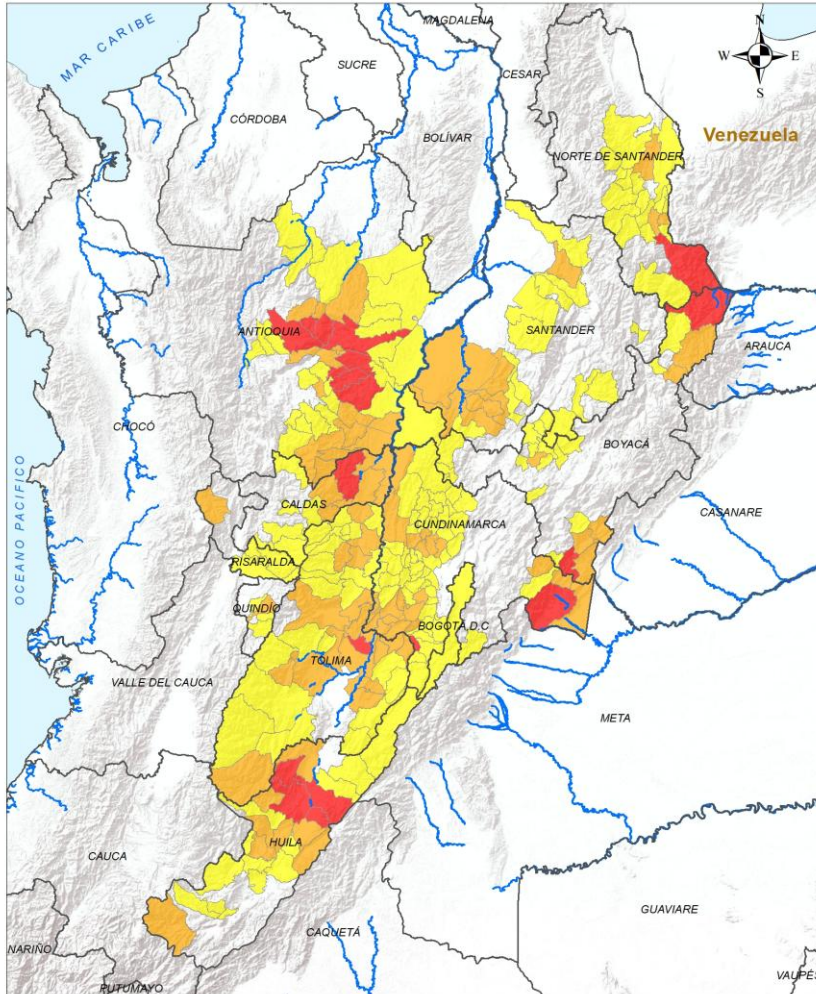 MAGDALENA
MAR CARIBE
N
W E
S
SUCRE
CESAR
CÓRDOBA
BOLÍVAR
Venezuela
NORTE DE SANTANDER
ANTIOQUIA
SANTANDER
ARAUCA
CHOCÓ
BOYACÁ
CALDAS
CUNDINAMARCA
CASANARE
OCEANO PACIFICO
RISARALDA
QUINDÍO
BOGOTÁ, D.C
TOLIMA
VALLE DEL CAUCA
META
HUILA
CAUCA
GUAVIARE
CAQUETÁ
NARIÑO
PUTUMAYO
VAUPÉS